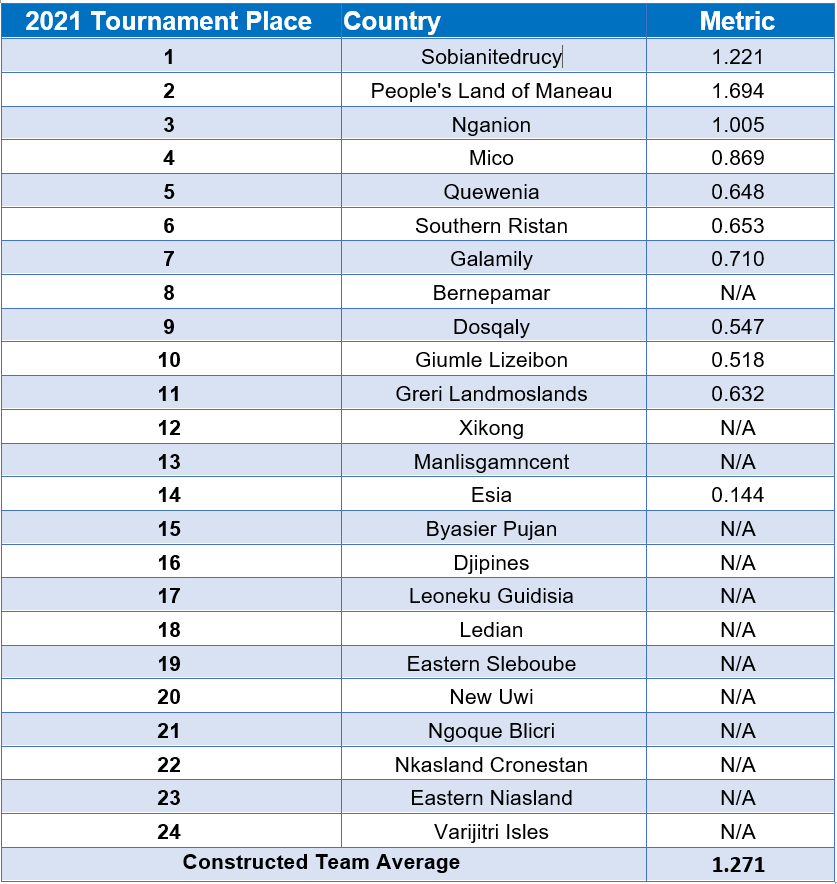 2021 Tournament Place Country Metric
1 Sobianitedrucy 1.221
2 People's Land of Maneau 1.694
3 Nganion 1.005
4 Mico 0.869
5 Quewenia 0.648
6 Southern Ristan 0.653
7 Galamily 0.710
8 Bernepamar N/A
9 Dosqaly 0.547
10 Giumle Lizeibon 0.518
11 Greri Landmoslands 0.632
12 Xikong N/A
13 Manlisgamncent N/A
14 Esia 0.144
15 Byasier Pujan N/A
16 Djipines N/A
17 Leoneku Guidisia N/A
18 Ledian N/A
19 Eastern Sleboube N/A
20 New Uwi N/A
21 Ngoque Blicri N/A
22 Nkasland Cronestan N/A
23 Eastern Niasland N/A
24 Varijitri Isles N/A
Constructed Team Average 1.271